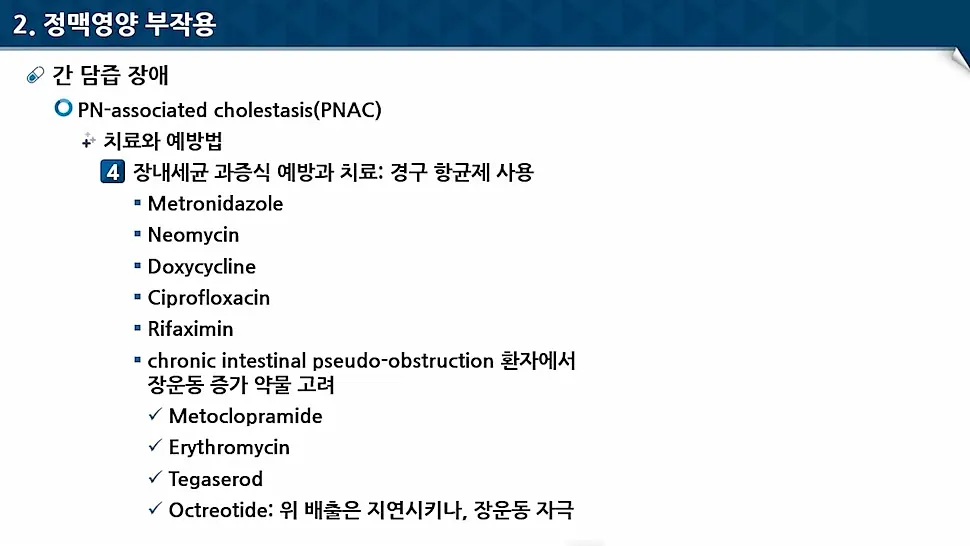 2. 정맥영양 부작용
간 담즙 장애
PN-associated cholestasis(PNAC)
치료와 예방법
4 장내세균 과증식 예방과 치료: 경구 항균제 사용
Metronidazole
Neomycin
Doxycycline
Ciprofloxacin
Rifaximin
chronic intestinal pseudo-obstruction 환자에서
장운동 증가 약물 고려
Metoclopramide
Erythromycin
Tegaserod
Octreotide: 위 배출은 지연시키나, 장운동 자극